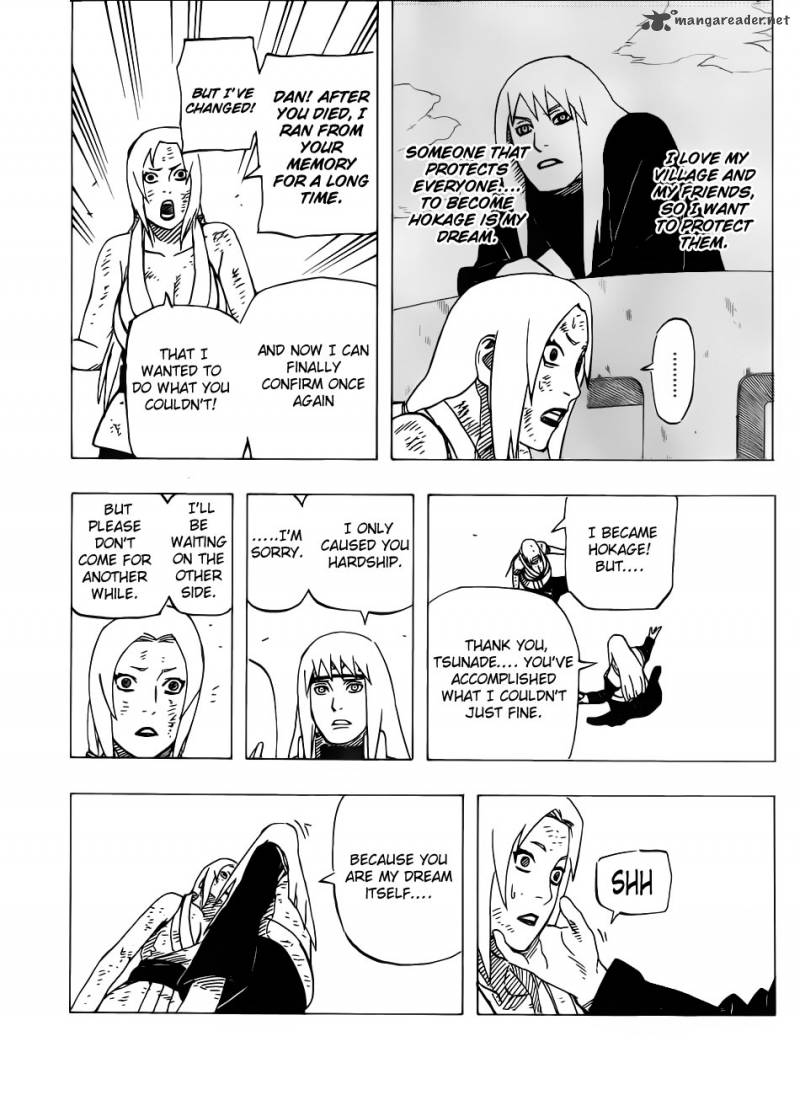 mangareader.net
I LOVE MY
VILLAGE AND
MY FRIENDS,
SO I WANT
TO PROTECT
THEM.
SOMEONE THAT
PROTECTS
EVERYONE....
TO BECOME
HOKAGE IS MY
DREAM.
........
DAN! AFTER
YOU DIED, I
RAN FROM
YOUR
MEMORY
FOR A LONG
TIME.
BUT I'VE
CHANGED!
AND NOW I CAN
FINALLY
CONFIRM ONCE
AGAIN
THAT I
WANTED TO
DO WHAT YOU
COULDN'T!
I BECAME
HOKAGE!
BUT....
THANK YOU,
TSUNADE.... YOU'VE
ACCOMPLISHED
WHAT I COULDN'T
JUST FINE.
I ONLY
CAUSED YOU
HARDSHIP.
.....I'M
SORRY.
I'LL
BE
WAITING
ON THE
OTHER
SIDE.
BUT
PLEASE
DON'T
COME FOR
ANOTHER
WHILE.
SHH
BECAUSE YOU
ARE MY DREAM
ITSELF....